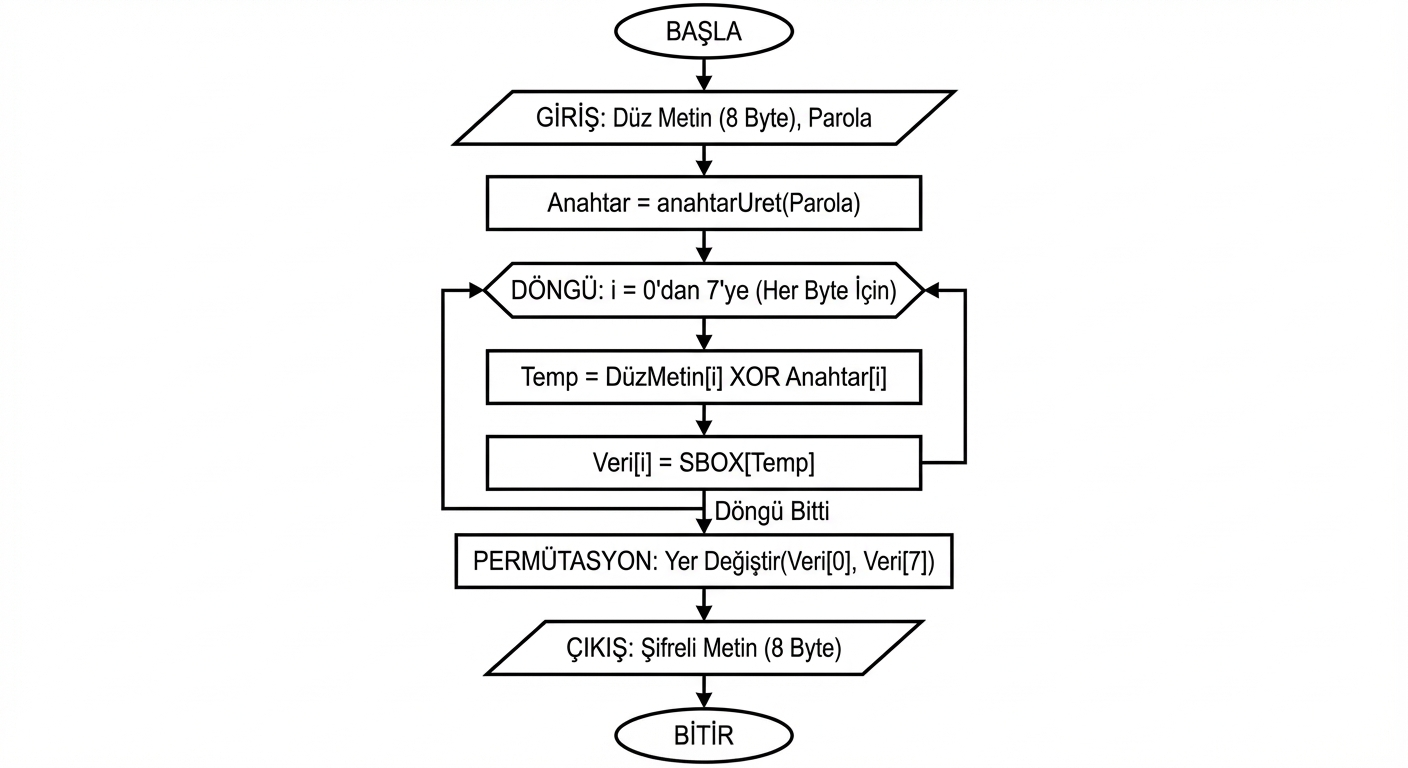 BAŞLA
GİRİŞ: Düz Metin (8 Byte), Parola
Anahtar = anahtarUret(Parola)
DÖNGÜ: i = 0'dan 7'ye (Her Byte İçin)
Temp = DüzMetin[i] XOR Anahtar[i]
Veri[i] = SBOX[Temp]
Döngü Bitti
PERMÜTASYON: Yer Değiştir(Veri[0], Veri[7])
ÇIKIŞ: Şifreli Metin (8 Byte)
BİTİR